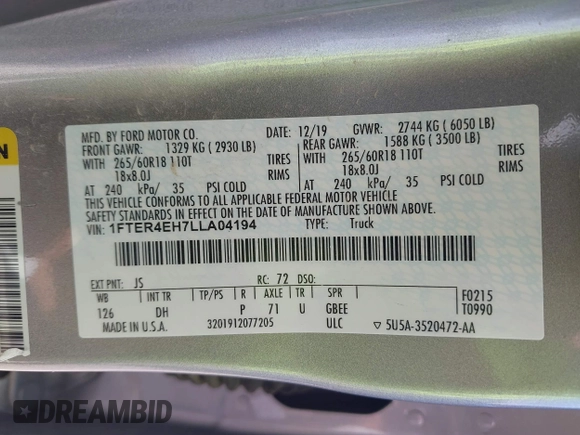 N
MFD. BY FORD MOTOR CO. DATE: 12/19 GVWR: 2744 KG ( 6050 LB)
FRONT GAWR: 1329 KG ( 2930 LB) REAR GAWR: 1588 KG ( 3500 LB)
WITH 265/60R18 110T TIRES WITH 265/60R18 110T TIRES
18x8.0J RIMS 18x8.0J RIMS
AT 240 kPa/ 35 PSI COLD AT 240 kPa/ 35 PSI COLD
THIS VEHICLE CONFORMS TO ALL APPLICABLE FEDERAL MOTOR VEHICLE
SAFETY STANDARDS IN EFFECT ON THE DATE OF MANUFACTURE SHOWN ABOVE.
VIN: 1FTER4EH7LLA04194 TYPE: Truck
EXT PNT: JS RC: 72 DSO:
WB INT TR TP/PS R AXLE TR SPR F0215
126 DH P 71 U GBEE T0990
MADE IN U.S.A. 3201912077205 ULC ▽ 5U5A-3520472-AA
DREAMBID